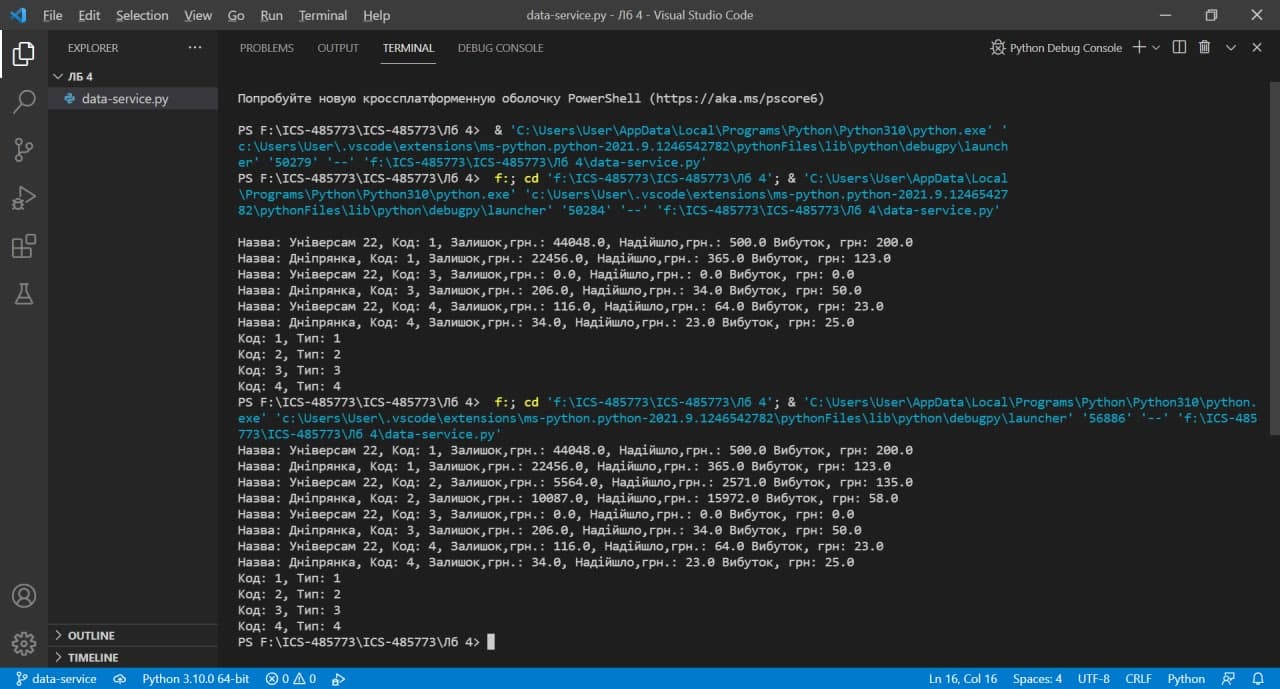 File Edit Selection View Go Run Terminal Help data-service.py - Лб 4 - Visual Studio Code
EXPLORER ···
ЛБ 4
data-service.py
OUTLINE
TIMELINE
PROBLEMS OUTPUT TERMINAL DEBUG CONSOLE Python Debug Console
Попробуйте новую кроссплатформенную оболочку PowerShell (https://aka.ms/pscore6)
PS F:\ICS-485773\ICS-485773\Лб 4>  & 'C:\Users\User\AppData\Local\Programs\Python\Python310\python.exe' '
c:\Users\User\.vscode\extensions\ms-python.python-2021.9.1246542782\pythonFiles\lib\python\debugpy\launch
er' '50279' '--' 'f:\ICS-485773\ICS-485773\Лб 4\data-service.py'
PS F:\ICS-485773\ICS-485773\Лб 4>  f:; cd 'f:\ICS-485773\ICS-485773\Лб 4'; & 'C:\Users\User\AppData\Local
\Programs\Python\Python310\python.exe' 'c:\Users\User\.vscode\extensions\ms-python.python-2021.9.12465427
82\pythonFiles\lib\python\debugpy\launcher' '50284' '--' 'f:\ICS-485773\ICS-485773\Лб 4\data-service.py'
Назва: Універсам 22, Код: 1, Залишок,грн.: 44048.0, Надійшло,грн.: 500.0 Вибуток, грн: 200.0
Назва: Дніпрянка, Код: 1, Залишок,грн.: 22456.0, Надійшло,грн.: 365.0 Вибуток, грн: 123.0
Назва: Універсам 22, Код: 3, Залишок,грн.: 0.0, Надійшло,грн.: 0.0 Вибуток, грн: 0.0
Назва: Дніпрянка, Код: 3, Залишок,грн.: 206.0, Надійшло,грн.: 34.0 Вибуток, грн: 50.0
Назва: Універсам 22, Код: 4, Залишок,грн.: 116.0, Надійшло,грн.: 64.0 Вибуток, грн: 23.0
Назва: Дніпрянка, Код: 4, Залишок,грн.: 34.0, Надійшло,грн.: 23.0 Вибуток, грн: 25.0
Код: 1, Тип: 1
Код: 2, Тип: 2
Код: 3, Тип: 3
Код: 4, Тип: 4
PS F:\ICS-485773\ICS-485773\Лб 4>  f:; cd 'f:\ICS-485773\ICS-485773\Лб 4'; & 'C:\Users\User\AppData\Local\Programs\Python\Python310\python.
exe' 'c:\Users\User\.vscode\extensions\ms-python.python-2021.9.1246542782\pythonFiles\lib\python\debugpy\launcher' '56886' '--' 'f:\ICS-485
773\ICS-485773\Лб 4\data-service.py'
Назва: Універсам 22, Код: 1, Залишок,грн.: 44048.0, Надійшло,грн.: 500.0 Вибуток, грн: 200.0
Назва: Дніпрянка, Код: 1, Залишок,грн.: 22456.0, Надійшло,грн.: 365.0 Вибуток, грн: 123.0
Назва: Універсам 22, Код: 2, Залишок,грн.: 5564.0, Надійшло,грн.: 2571.0 Вибуток, грн: 135.0
Назва: Дніпрянка, Код: 2, Залишок,грн.: 10087.0, Надійшло,грн.: 15972.0 Вибуток, грн: 58.0
Назва: Універсам 22, Код: 3, Залишок,грн.: 0.0, Надійшло,грн.: 0.0 Вибуток, грн: 0.0
Назва: Дніпрянка, Код: 3, Залишок,грн.: 206.0, Надійшло,грн.: 34.0 Вибуток, грн: 50.0
Назва: Універсам 22, Код: 4, Залишок,грн.: 116.0, Надійшло,грн.: 64.0 Вибуток, грн: 23.0
Назва: Дніпрянка, Код: 4, Залишок,грн.: 34.0, Надійшло,грн.: 23.0 Вибуток, грн: 25.0
Код: 1, Тип: 1
Код: 2, Тип: 2
Код: 3, Тип: 3
Код: 4, Тип: 4
PS F:\ICS-485773\ICS-485773\Лб 4>
data-service Python 3.10.0 64-bit 0 0 Ln 16, Col 16 Spaces: 4 UTF-8 CRLF Python